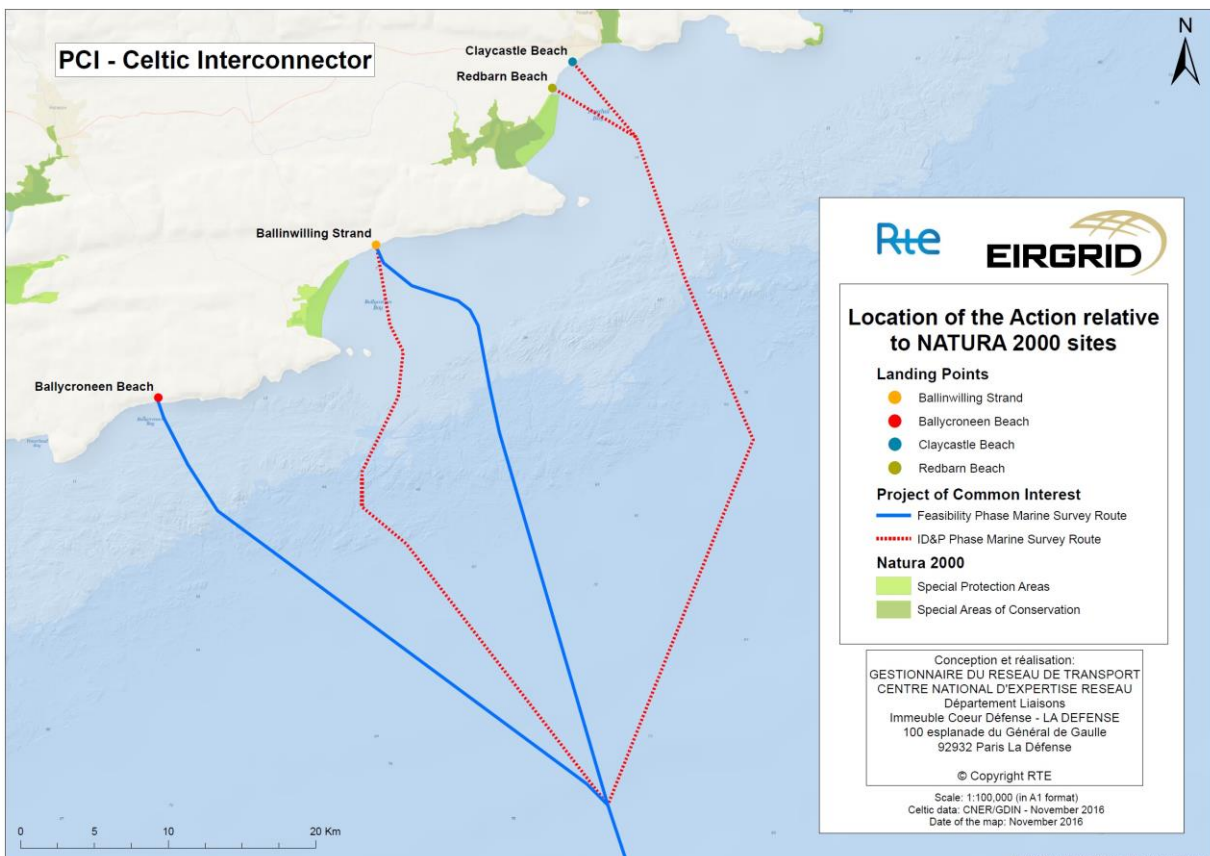 PCI - Celtic Interconnector
Claycastle Beach
Redbarn Beach
Ballinwilling Strand
Ballycroneen Beach
N
Rte
EIRGRID
Location of the Action relative
to NATURA 2000 sites
Landing Points
Ballinwilling Strand
Ballycroneen Beach
Claycastle Beach
Redbarn Beach
Project of Common Interest
Feasibility Phase Marine Survey Route
ID&P Phase Marine Survey Route
Natura 2000
Special Protection Areas
Special Areas of Conservation
Conception et réalisation:
GESTIONNAIRE DU RESEAU DE TRANSPORT
CENTRE NATIONAL D'EXPERTISE RESEAU
Département Liaisons
Immeuble Coeur Défense - LA DEFENSE
100 esplanade du Général de Gaulle
92932 Paris La Défense
© Copyright RTE
Scale: 1:100,000 (in A1 format)
Celtic data: CNER/GDIN - November 2016
Date of the map: November 2016
0 5 10 20 Km